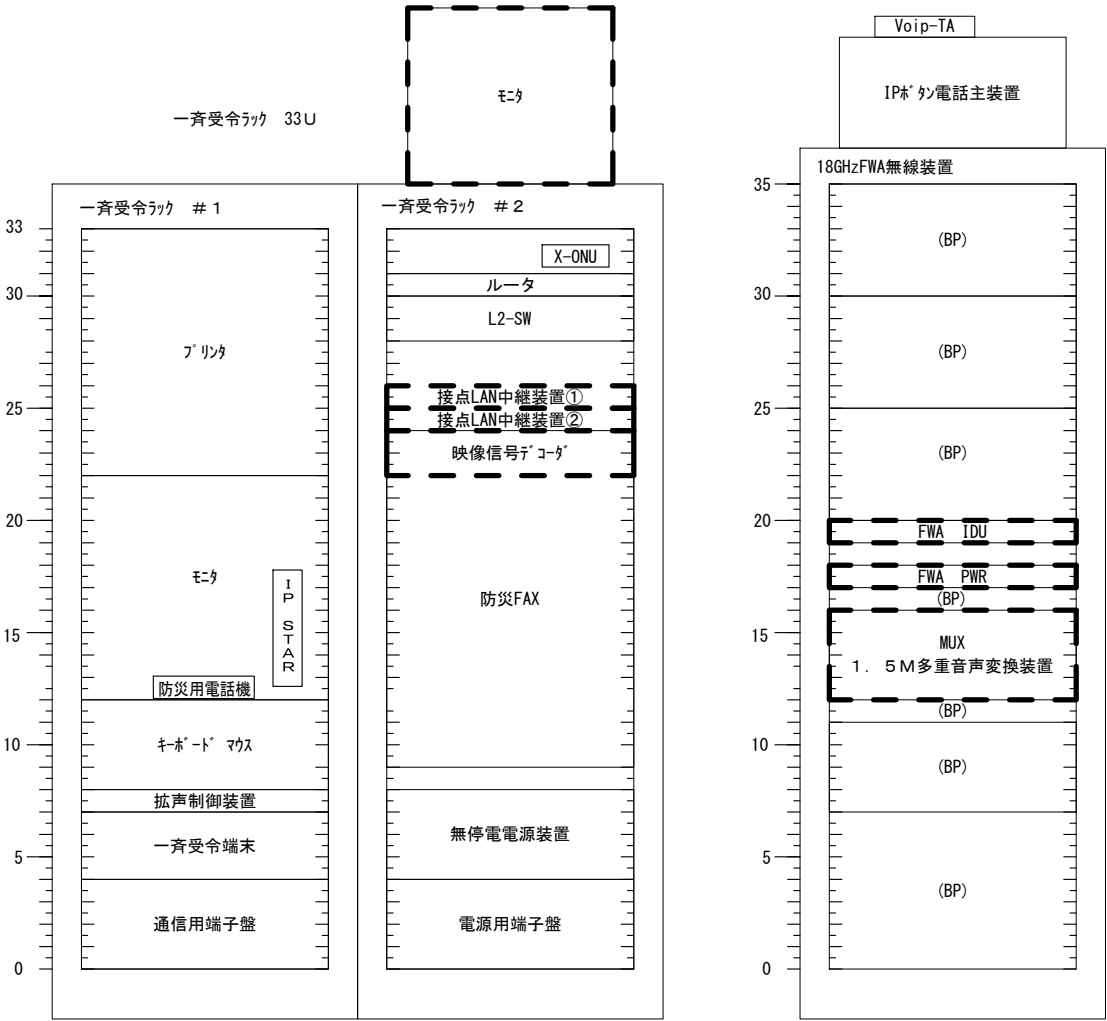 Voip-TA
IPﾎﾞﾀﾝ電話主装置
ﾓﾆﾀ
一斉受令ﾗｯｸ　33U
18GHzFWA無線装置
一斉受令ﾗｯｸ　＃1
一斉受令ﾗｯｸ　＃2
33
30
25
20
15
10
5
0
ﾌﾟﾘﾝﾀ
ﾓﾆﾀ
IP STAR
防災用電話機
ｷｰﾎﾞｰﾄﾞ ﾏｳｽ
拡声制御装置
一斉受令端末
通信用端子盤
X-ONU
ルータ
L2-SW
接点LAN中継装置①
接点LAN中継装置②
映像信号ﾃﾞｺｰﾀﾞ
防災FAX
無停電電源装置
電源用端子盤
35
30
25
20
15
10
5
0
(BP)
(BP)
(BP)
FWA　IDU
FWA　PWR
(BP)
MUX
１．５M多重音声変換装置
(BP)
(BP)
(BP)